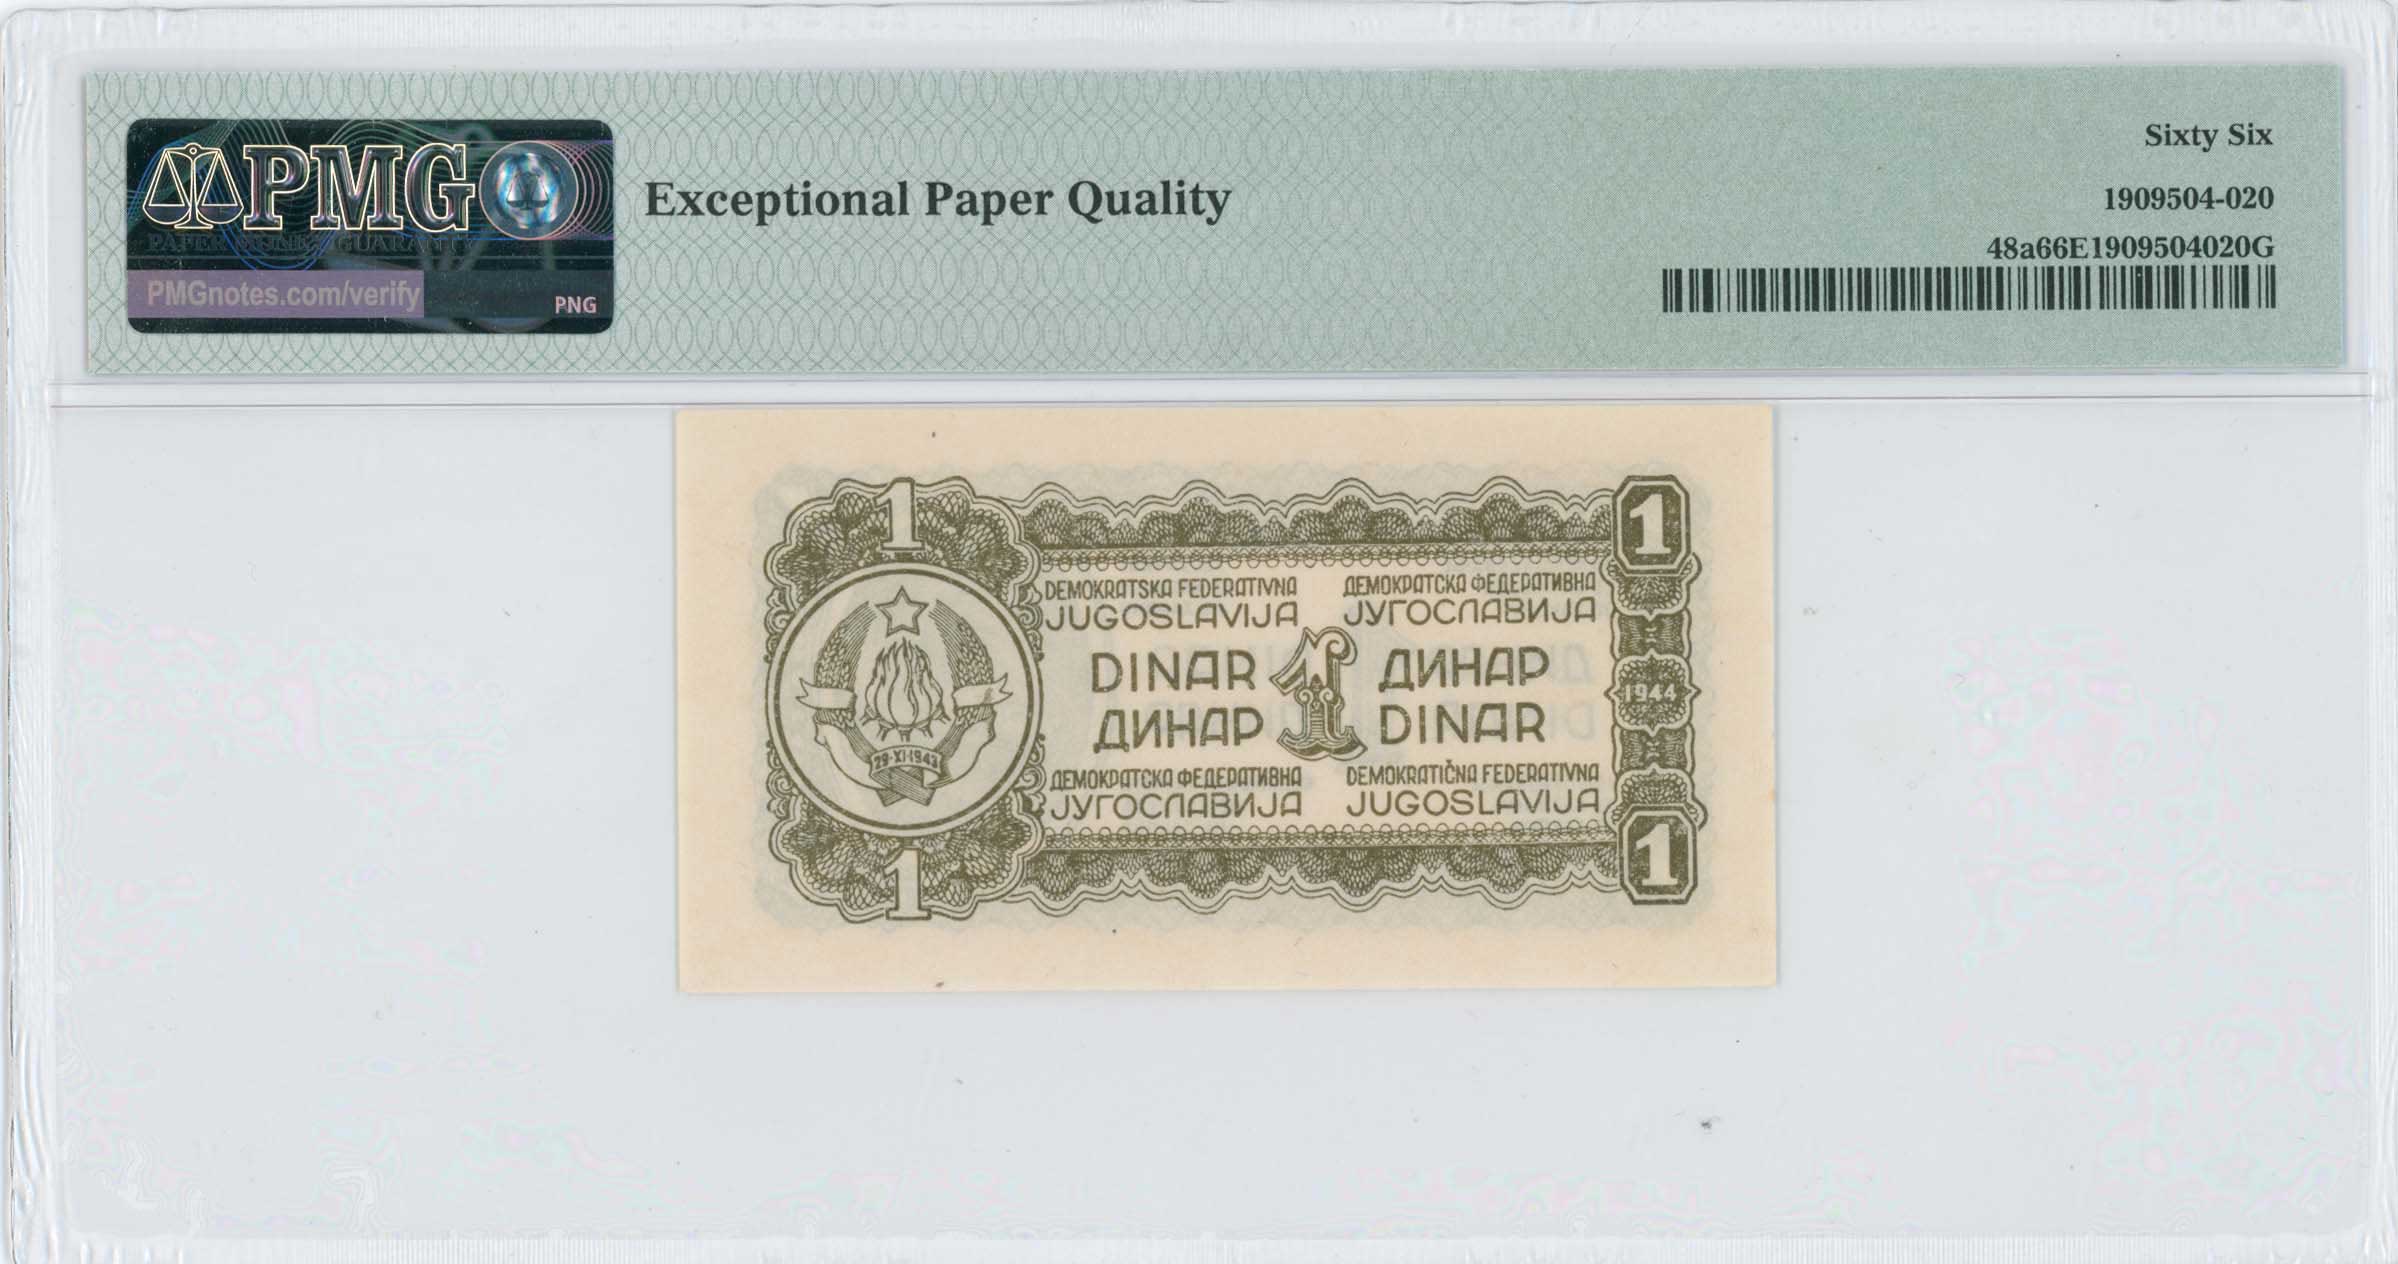 Sixty Six
PMG
Exceptional Paper Quality
1909504-020
PAPER MONEY GUARANTY
48a66E1909504020G
PMGnotes.com/verify
PNG
1
1
DEMOKRATSKA FEDERATIVNA
JUGOSLAVIJA
ДЕМОКРАТСКА ФЕДЕРАТИВНА
ЈУГОСЛАВИЈА
DINAR
ДИНАР
1
ДИНАР
DINAR
1944
29·XI·1943
ДЕМОКРАТСКА ФЕДЕРАТИВНА
ЈУГОСЛАВИЈА
DEMOKRATIČNA FEDERATIVNA
JUGOSLAVIJA
1
1